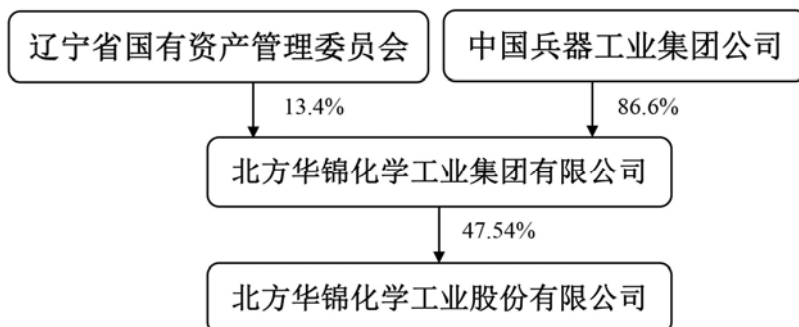 辽宁省国有资产管理委员会
中国兵器工业集团公司
13.4%
86.6%
北方华锦化学工业集团有限公司
47.54%
北方华锦化学工业股份有限公司